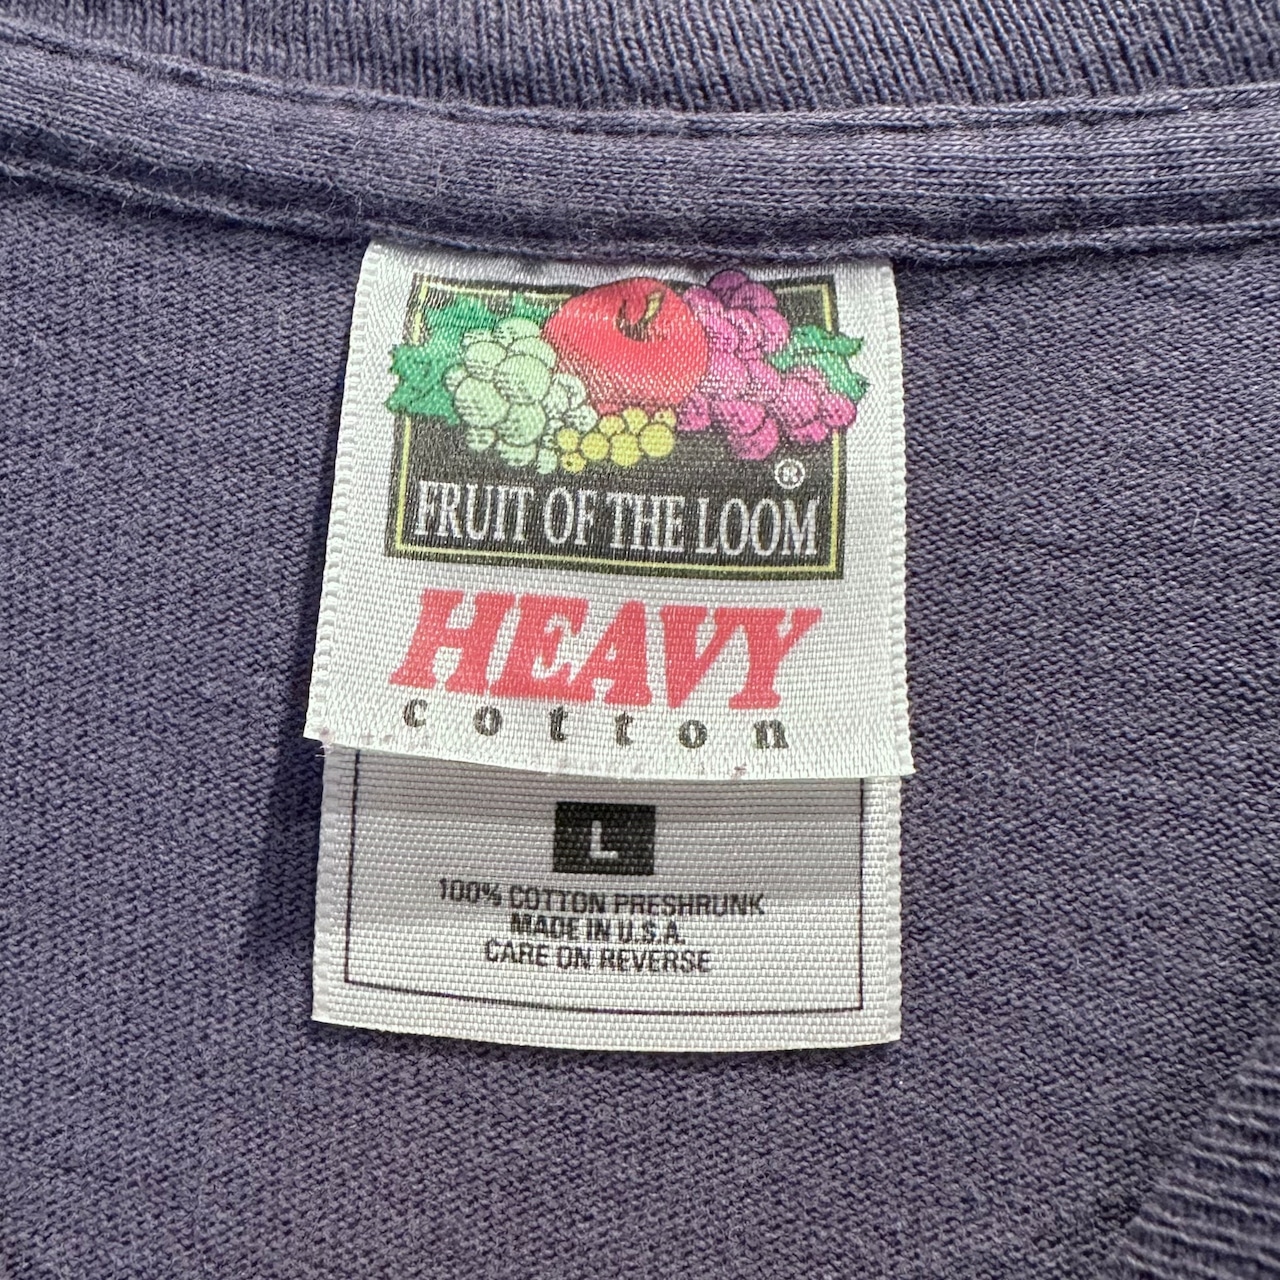 ®
FRUIT OF THE LOOM
HEAVY
cotton
L
100% COTTON PRESHRUNK
MADE IN U.S.A.
CARE ON REVERSE